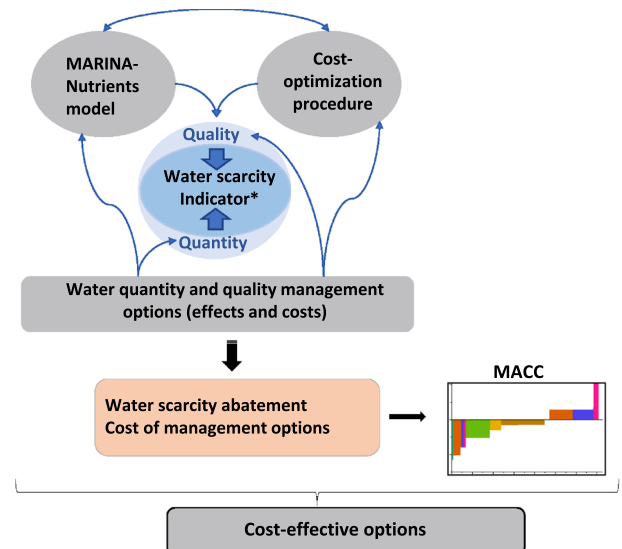 MARINA-
Nutrients
model
Cost-
optimization
procedure
Quality
Water scarcity
Indicator*
Quantity
Water quantity and quality management
options (effects and costs)
MACC
Water scarcity abatement
Cost of management options
Cost-effective options